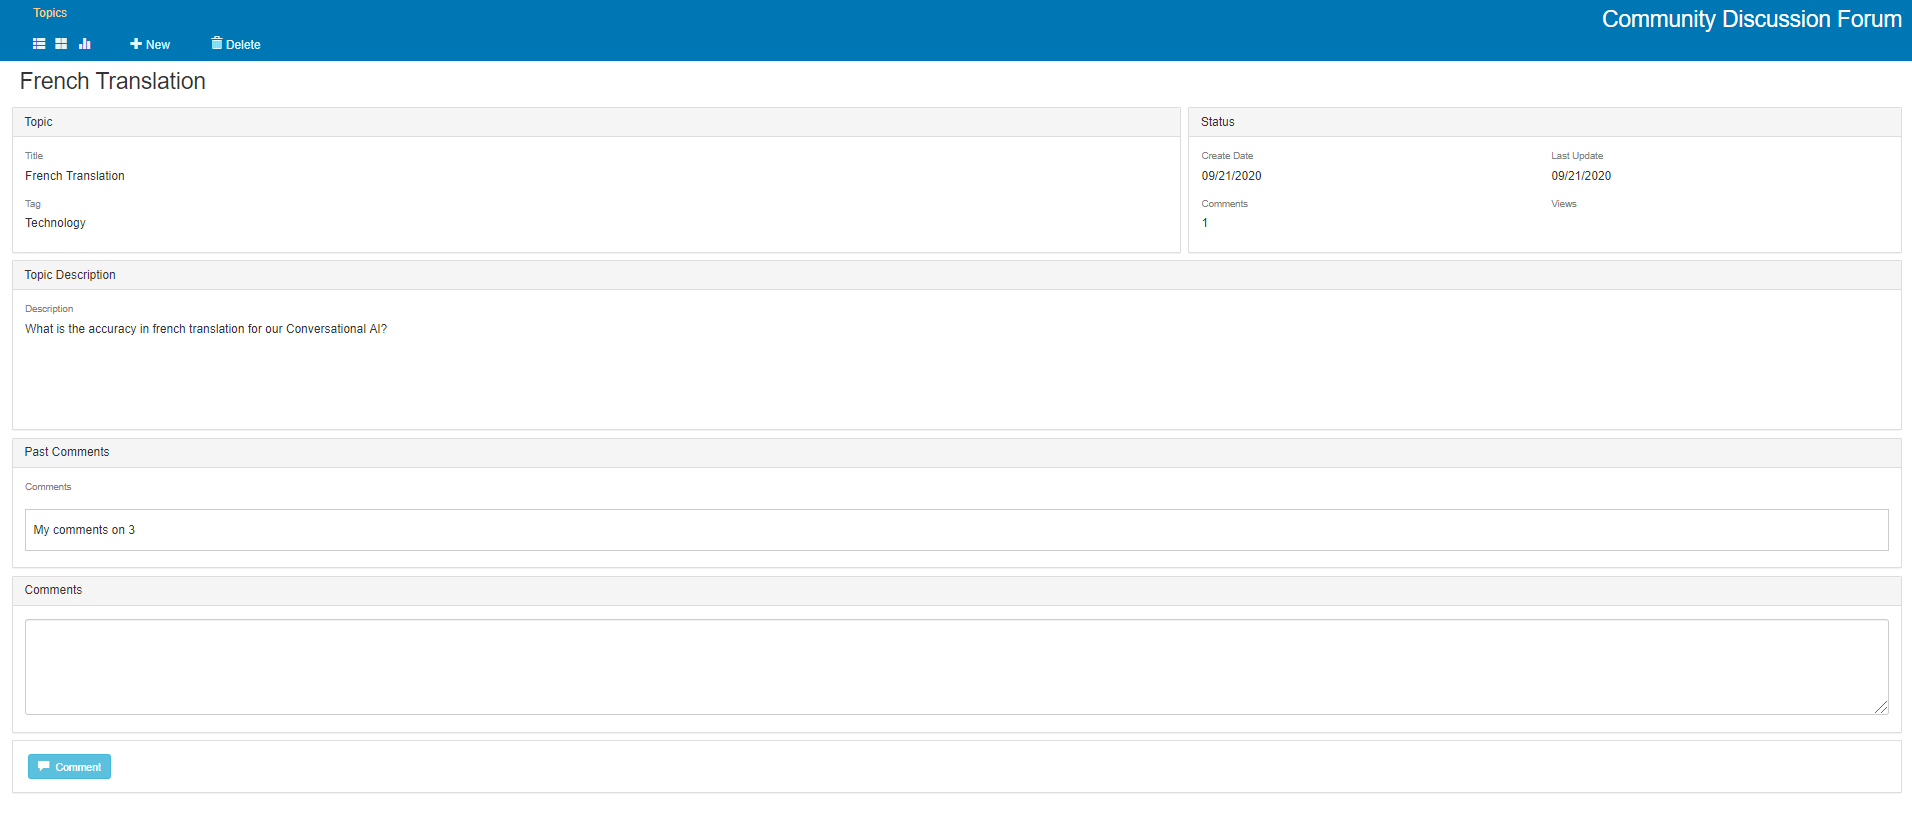 Topics
Community Discussion Forum
New
Delete
French Translation
Topic
Status
Title
French Translation
Tag
Technology
Create Date
Last Update
09/21/2020
09/21/2020
Comments
Views
1
Topic Description
Description
What is the accuracy in french translation for our Conversational AI?
Past Comments
Comments
My comments on 3
Comments
Comment